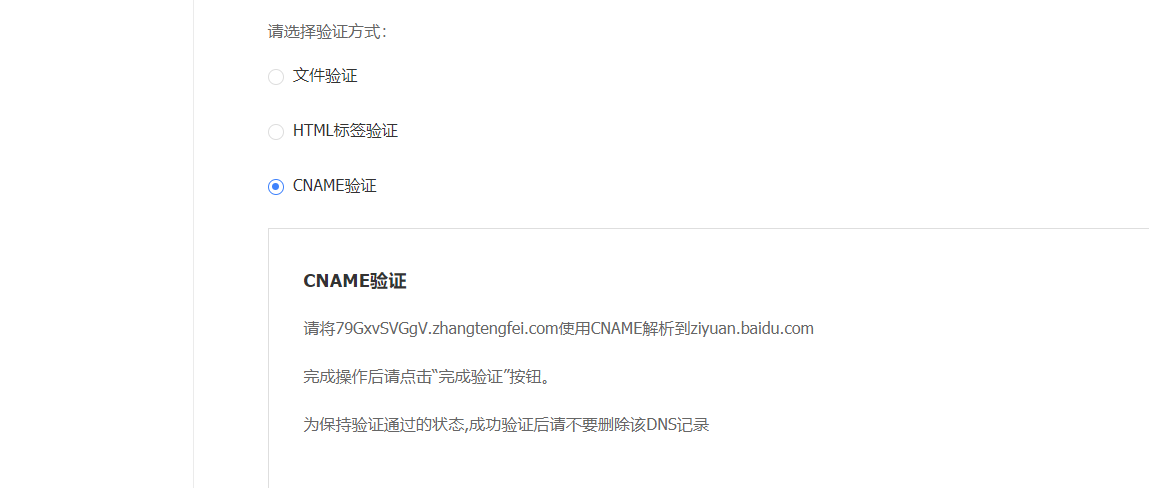 请选择验证方式：
文件验证
HTML标签验证
CNAME验证
CNAME验证
请将79GxvSVGgV.zhangtengfei.com使用CNAME解析到ziyuan.baidu.com
完成操作后请点击“完成验证”按钮。
为保持验证通过的状态,成功验证后请不要删除该DNS记录